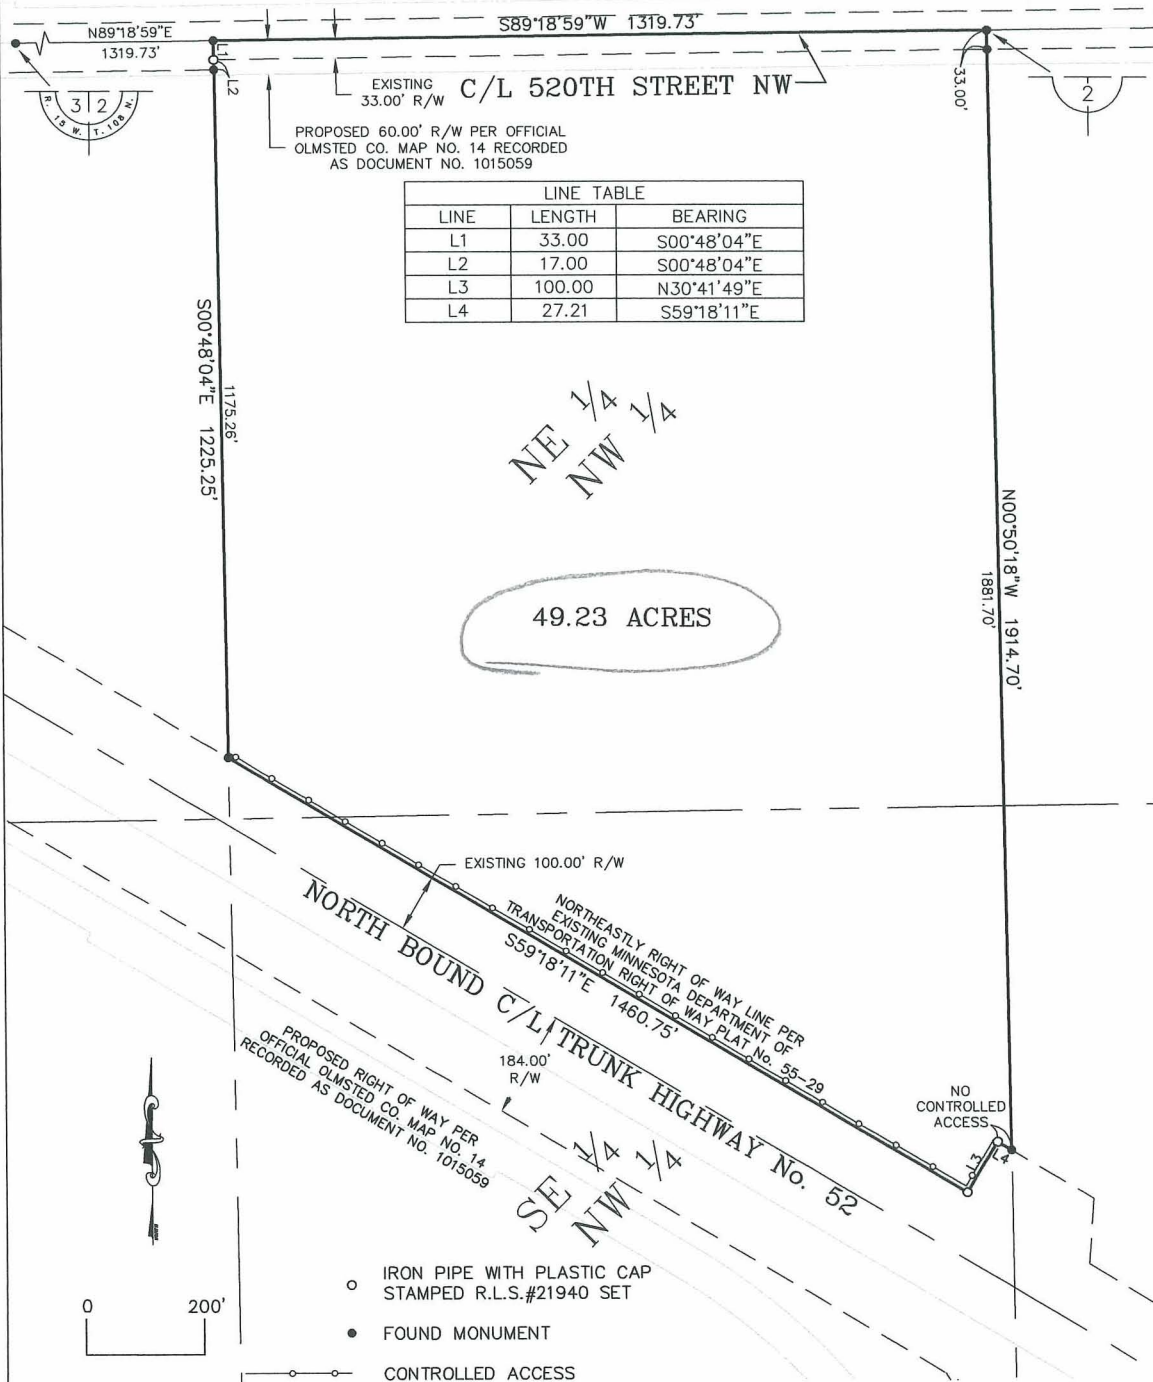 N89°18'59"E
1319.73'
S89°18'59"W 1319.73'
L1
L2
33.00'
3 2
R. 15 W. T. 108 N.
2
EXISTING
33.00' R/W
C/L 520TH STREET NW
PROPOSED 60.00' R/W PER OFFICIAL
OLMSTED CO. MAP NO. 14 RECORDED
AS DOCUMENT NO. 1015059
LINE TABLE
LINE LENGTH BEARING
L1 33.00 S00°48'04"E
L2 17.00 S00°48'04"E
L3 100.00 N30°41'49"E
L4 27.21 S59°18'11"E
S00°48'04"E 1225.25'
1175.26'
NE 1/4
NW 1/4
N00°50'18"W 1914.70'
1881.70'
49.23 ACRES
EXISTING 100.00' R/W
NORTHEASTLY RIGHT OF WAY LINE PER
EXISTING MINNESOTA DEPARTMENT OF
TRANSPORTATION RIGHT OF WAY PLAT No. 55-29
S59°18'11"E 1460.75'
NORTH BOUND C/L TRUNK HIGHWAY No. 52
184.00'
R/W
PROPOSED RIGHT OF WAY PER
OFFICIAL OLMSTED CO. MAP NO. 14
RECORDED AS DOCUMENT NO. 1015059
NO
CONTROLLED
ACCESS
L3
L4
SE 1/4
NW 1/4
0 200'
IRON PIPE WITH PLASTIC CAP
STAMPED R.L.S.#21940 SET
FOUND MONUMENT
CONTROLLED ACCESS